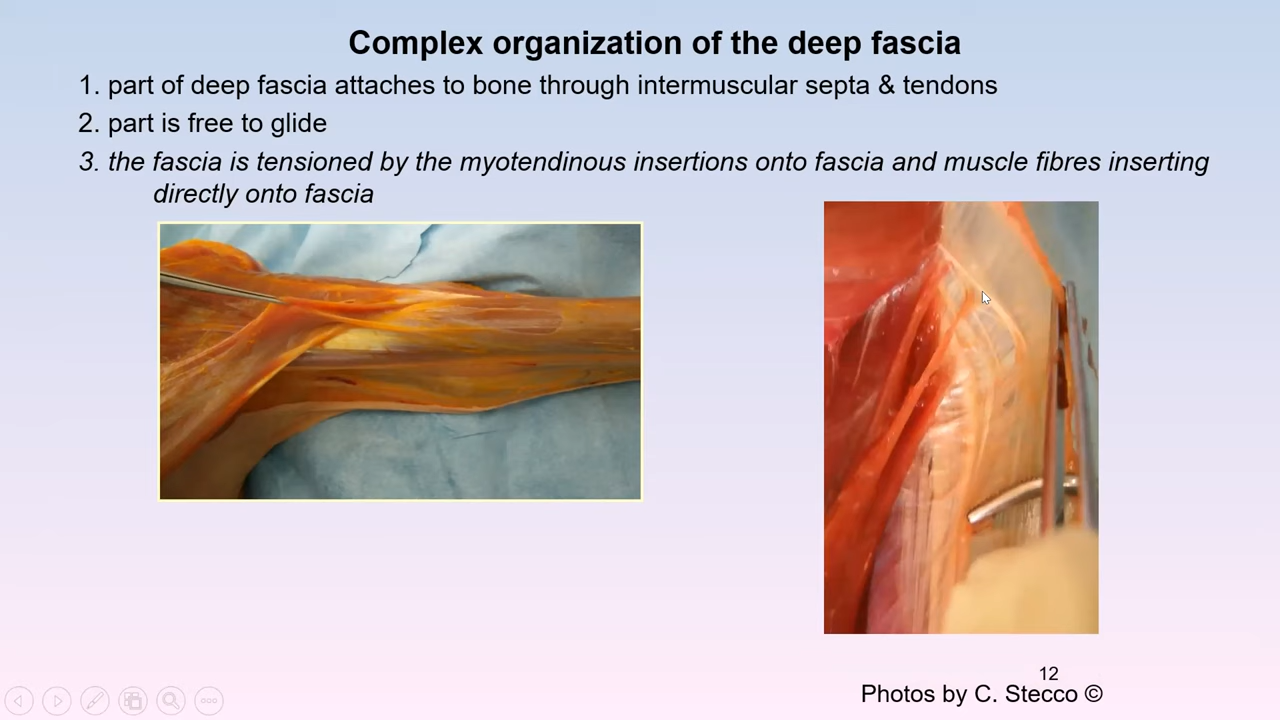 Complex organization of the deep fascia
1. part of deep fascia attaches to bone through intermuscular septa & tendons
2. part is free to glide
3. the fascia is tensioned by the myotendinous insertions onto fascia and muscle fibres inserting
directly onto fascia
12
Photos by C. Stecco ©